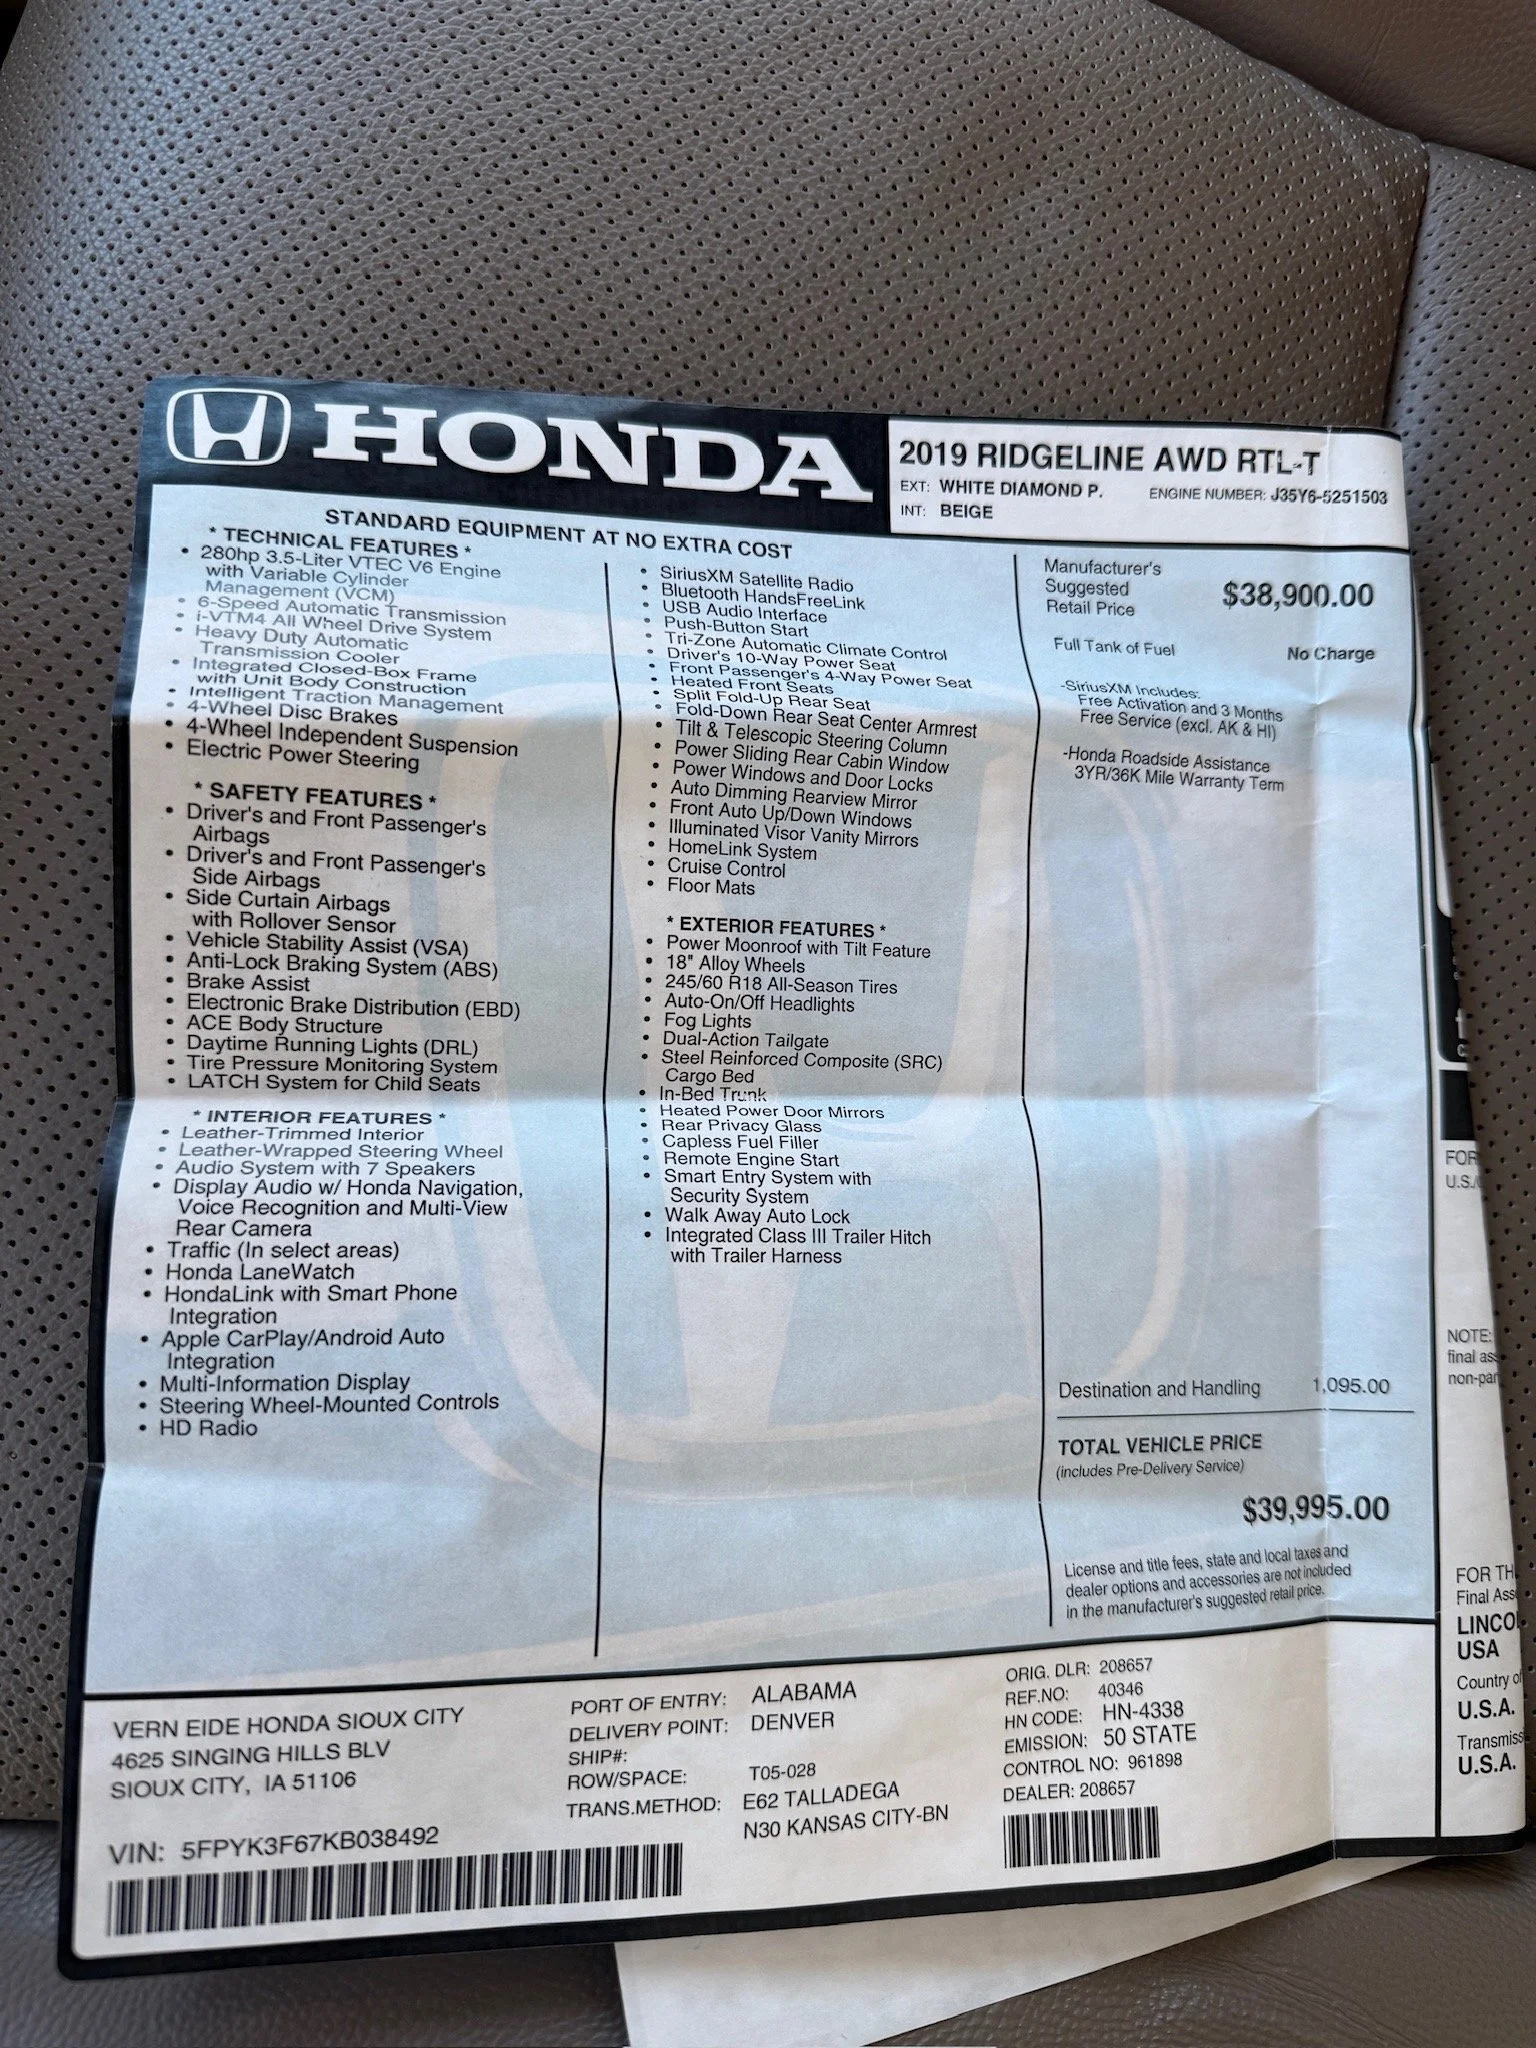 HONDA
2019 RIDGELINE AWD RTL-T
EXT: WHITE DIAMOND P. ENGINE NUMBER: J35Y6-5251503
INT: BEIGE
STANDARD EQUIPMENT AT NO EXTRA COST
* TECHNICAL FEATURES *
• 280hp 3.5-Liter VTEC V6 Engine
with Variable Cylinder
Management (VCM)
• 6-Speed Automatic Transmission
• i-VTM4 All Wheel Drive System
• Heavy Duty Automatic
Transmission Cooler
• Integrated Closed-Box Frame
with Unit Body Construction
• Intelligent Traction Management
• 4-Wheel Disc Brakes
• 4-Wheel Independent Suspension
• Electric Power Steering
* SAFETY FEATURES *
• Driver's and Front Passenger's
Airbags
• Driver's and Front Passenger's
Side Airbags
• Side Curtain Airbags
with Rollover Sensor
• Vehicle Stability Assist (VSA)
• Anti-Lock Braking System (ABS)
• Brake Assist
• Electronic Brake Distribution (EBD)
• ACE Body Structure
• Daytime Running Lights (DRL)
• Tire Pressure Monitoring System
• LATCH System for Child Seats
* INTERIOR FEATURES *
• Leather-Trimmed Interior
• Leather-Wrapped Steering Wheel
• Audio System with 7 Speakers
• Display Audio w/ Honda Navigation,
Voice Recognition and Multi-View
Rear Camera
• Traffic (In select areas)
• Honda LaneWatch
• HondaLink with Smart Phone
Integration
• Apple CarPlay/Android Auto
Integration
• Multi-Information Display
• Steering Wheel-Mounted Controls
• HD Radio
• SiriusXM Satellite Radio
• Bluetooth HandsFreeLink
• USB Audio Interface
• Push-Button Start
• Tri-Zone Automatic Climate Control
• Driver's 10-Way Power Seat
• Front Passenger's 4-Way Power Seat
• Heated Front Seats
• Split Fold-Up Rear Seat
• Fold-Down Rear Seat Center Armrest
• Tilt & Telescopic Steering Column
• Power Sliding Rear Cabin Window
• Power Windows and Door Locks
• Auto Dimming Rearview Mirror
• Front Auto Up/Down Windows
• Illuminated Visor Vanity Mirrors
• HomeLink System
• Cruise Control
• Floor Mats
* EXTERIOR FEATURES *
• Power Moonroof with Tilt Feature
• 18" Alloy Wheels
• 245/60 R18 All-Season Tires
• Auto-On/Off Headlights
• Fog Lights
• Dual-Action Tailgate
• Steel Reinforced Composite (SRC)
Cargo Bed
• In-Bed Trunk
• Heated Power Door Mirrors
• Rear Privacy Glass
• Capless Fuel Filler
• Remote Engine Start
• Smart Entry System with
Security System
• Walk Away Auto Lock
• Integrated Class III Trailer Hitch
with Trailer Harness
Manufacturer's
Suggested
Retail Price $38,900.00
Full Tank of Fuel No Charge
-SiriusXM Includes:
Free Activation and 3 Months
Free Service (excl. AK & HI)
-Honda Roadside Assistance
3YR/36K Mile Warranty Term
Destination and Handling 1,095.00
TOTAL VEHICLE PRICE
(includes Pre-Delivery Service)
$39,995.00
License and title fees, state and local taxes and
dealer options and accessories are not included
in the manufacturer's suggested retail price.
VERN EIDE HONDA SIOUX CITY
4625 SINGING HILLS BLV
SIOUX CITY, IA 51106
VIN: 5FPYK3F67KB038492
PORT OF ENTRY: ALABAMA
DELIVERY POINT: DENVER
SHIP#:
ROW/SPACE: T05-028
TRANS.METHOD: E62 TALLADEGA
N30 KANSAS CITY-BN
ORIG. DLR: 208657
REF.NO: 40346
HN CODE: HN-4338
EMISSION: 50 STATE
CONTROL NO: 961898
DEALER: 208657
NOTE:
final
FOR
Final
USA
Country
U.S.A.
U.S.A.